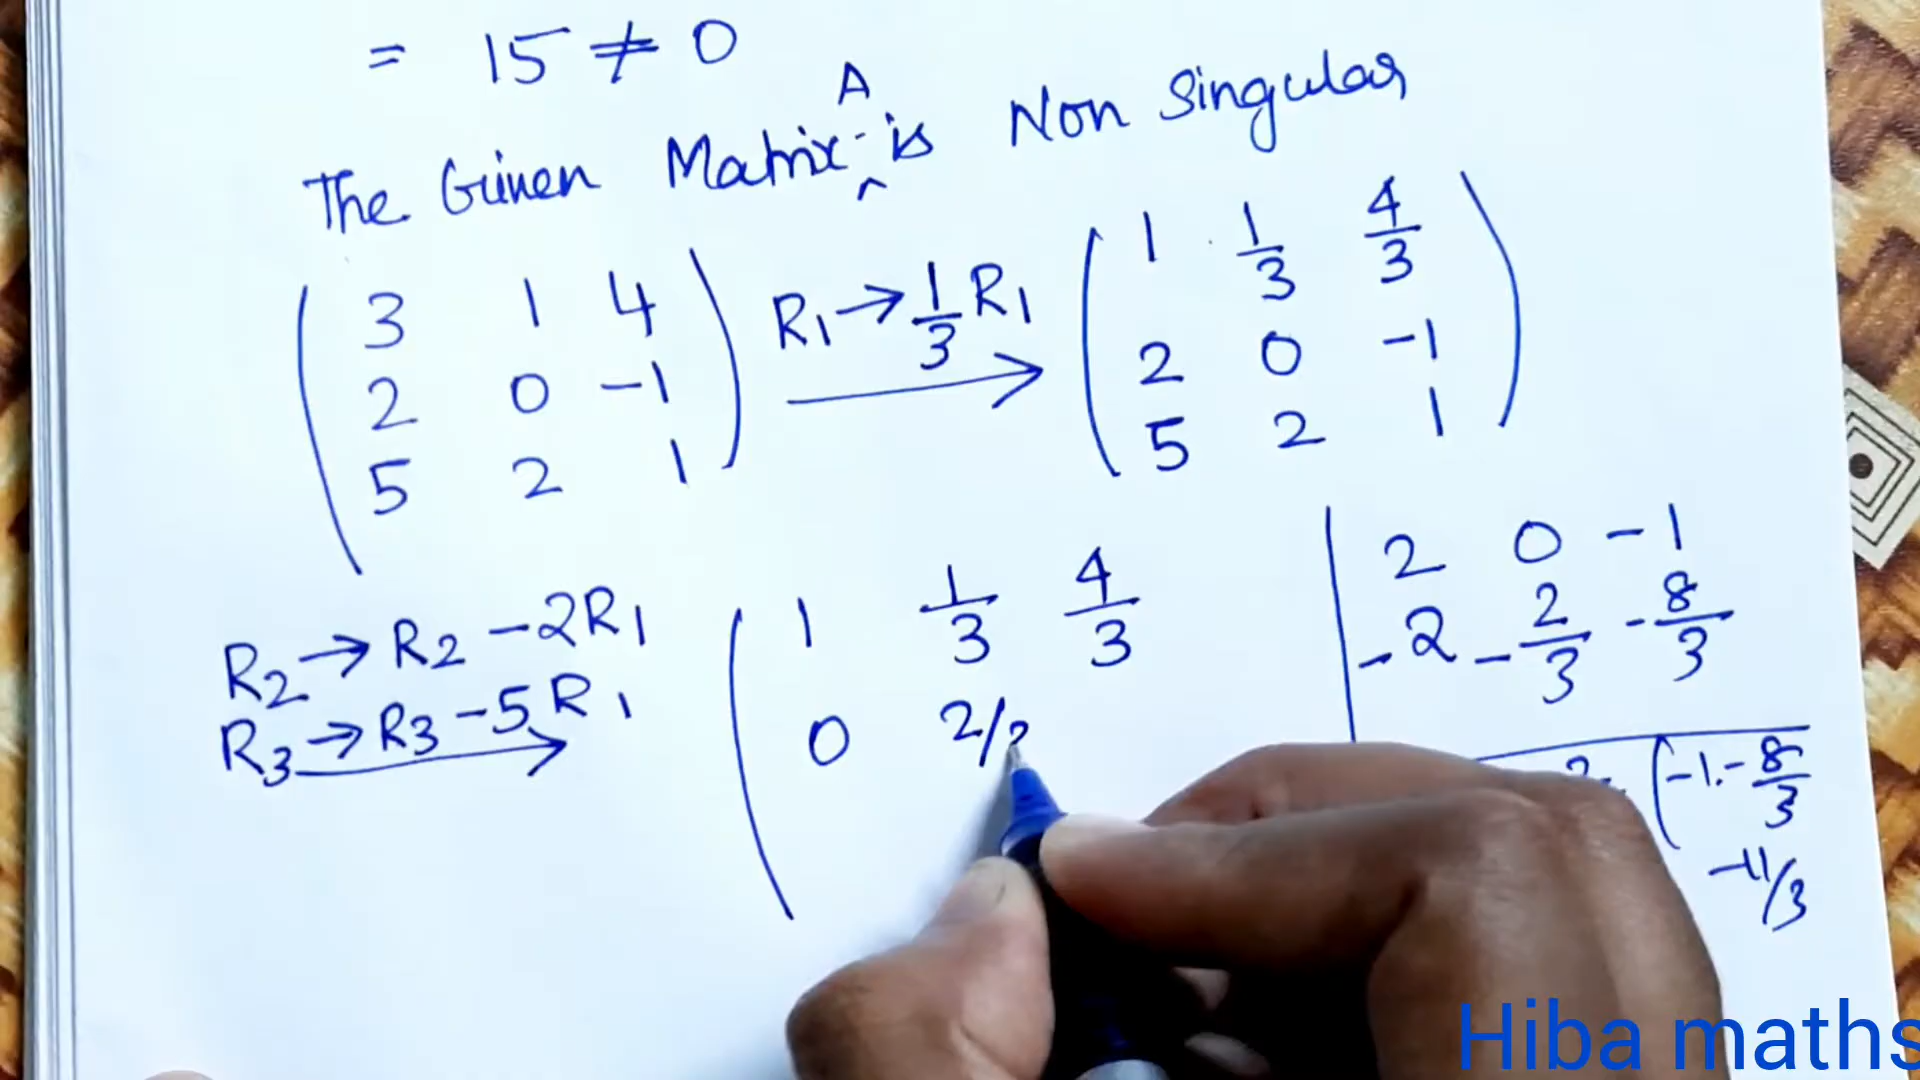 = 15 ≠ 0
A
The Given Matrix ^ is Non Singular
3 1 4
2 0 -1
5 2 1
R1 → 1/3 R1
1 1/3 4/3
2 0 -1
5 2 1
R2 → R2 - 2R1
R3 → R3 - 5R1
1 1/3 4/3
0 2/
2 0 -1
-2 -2/3 -8/3
(-1 - 8/3
-11/3
Hiba maths